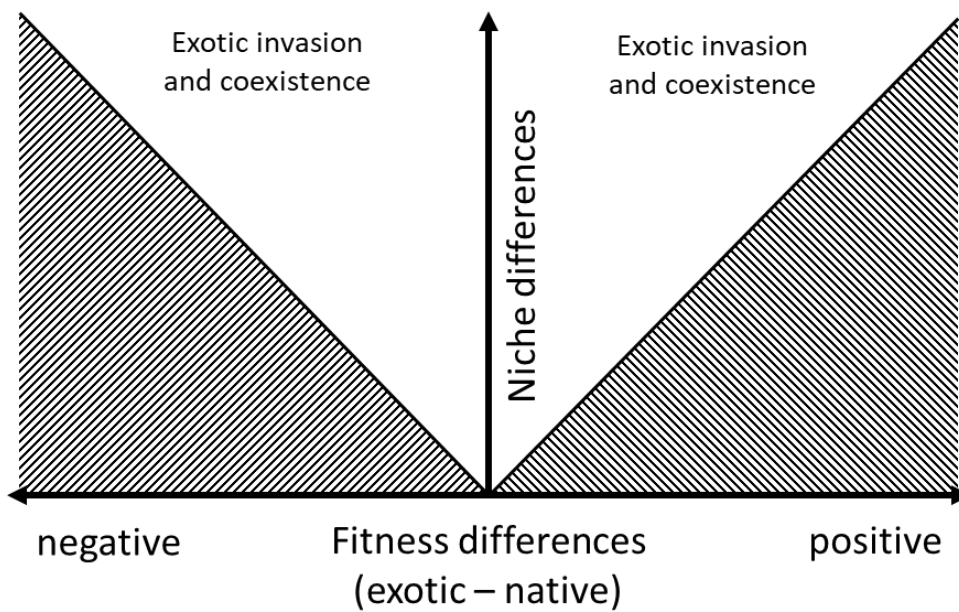 Exotic invasion
and coexistence
Exotic invasion
and coexistence
Niche differences
negative
Fitness differences
(exotic – native)
positive